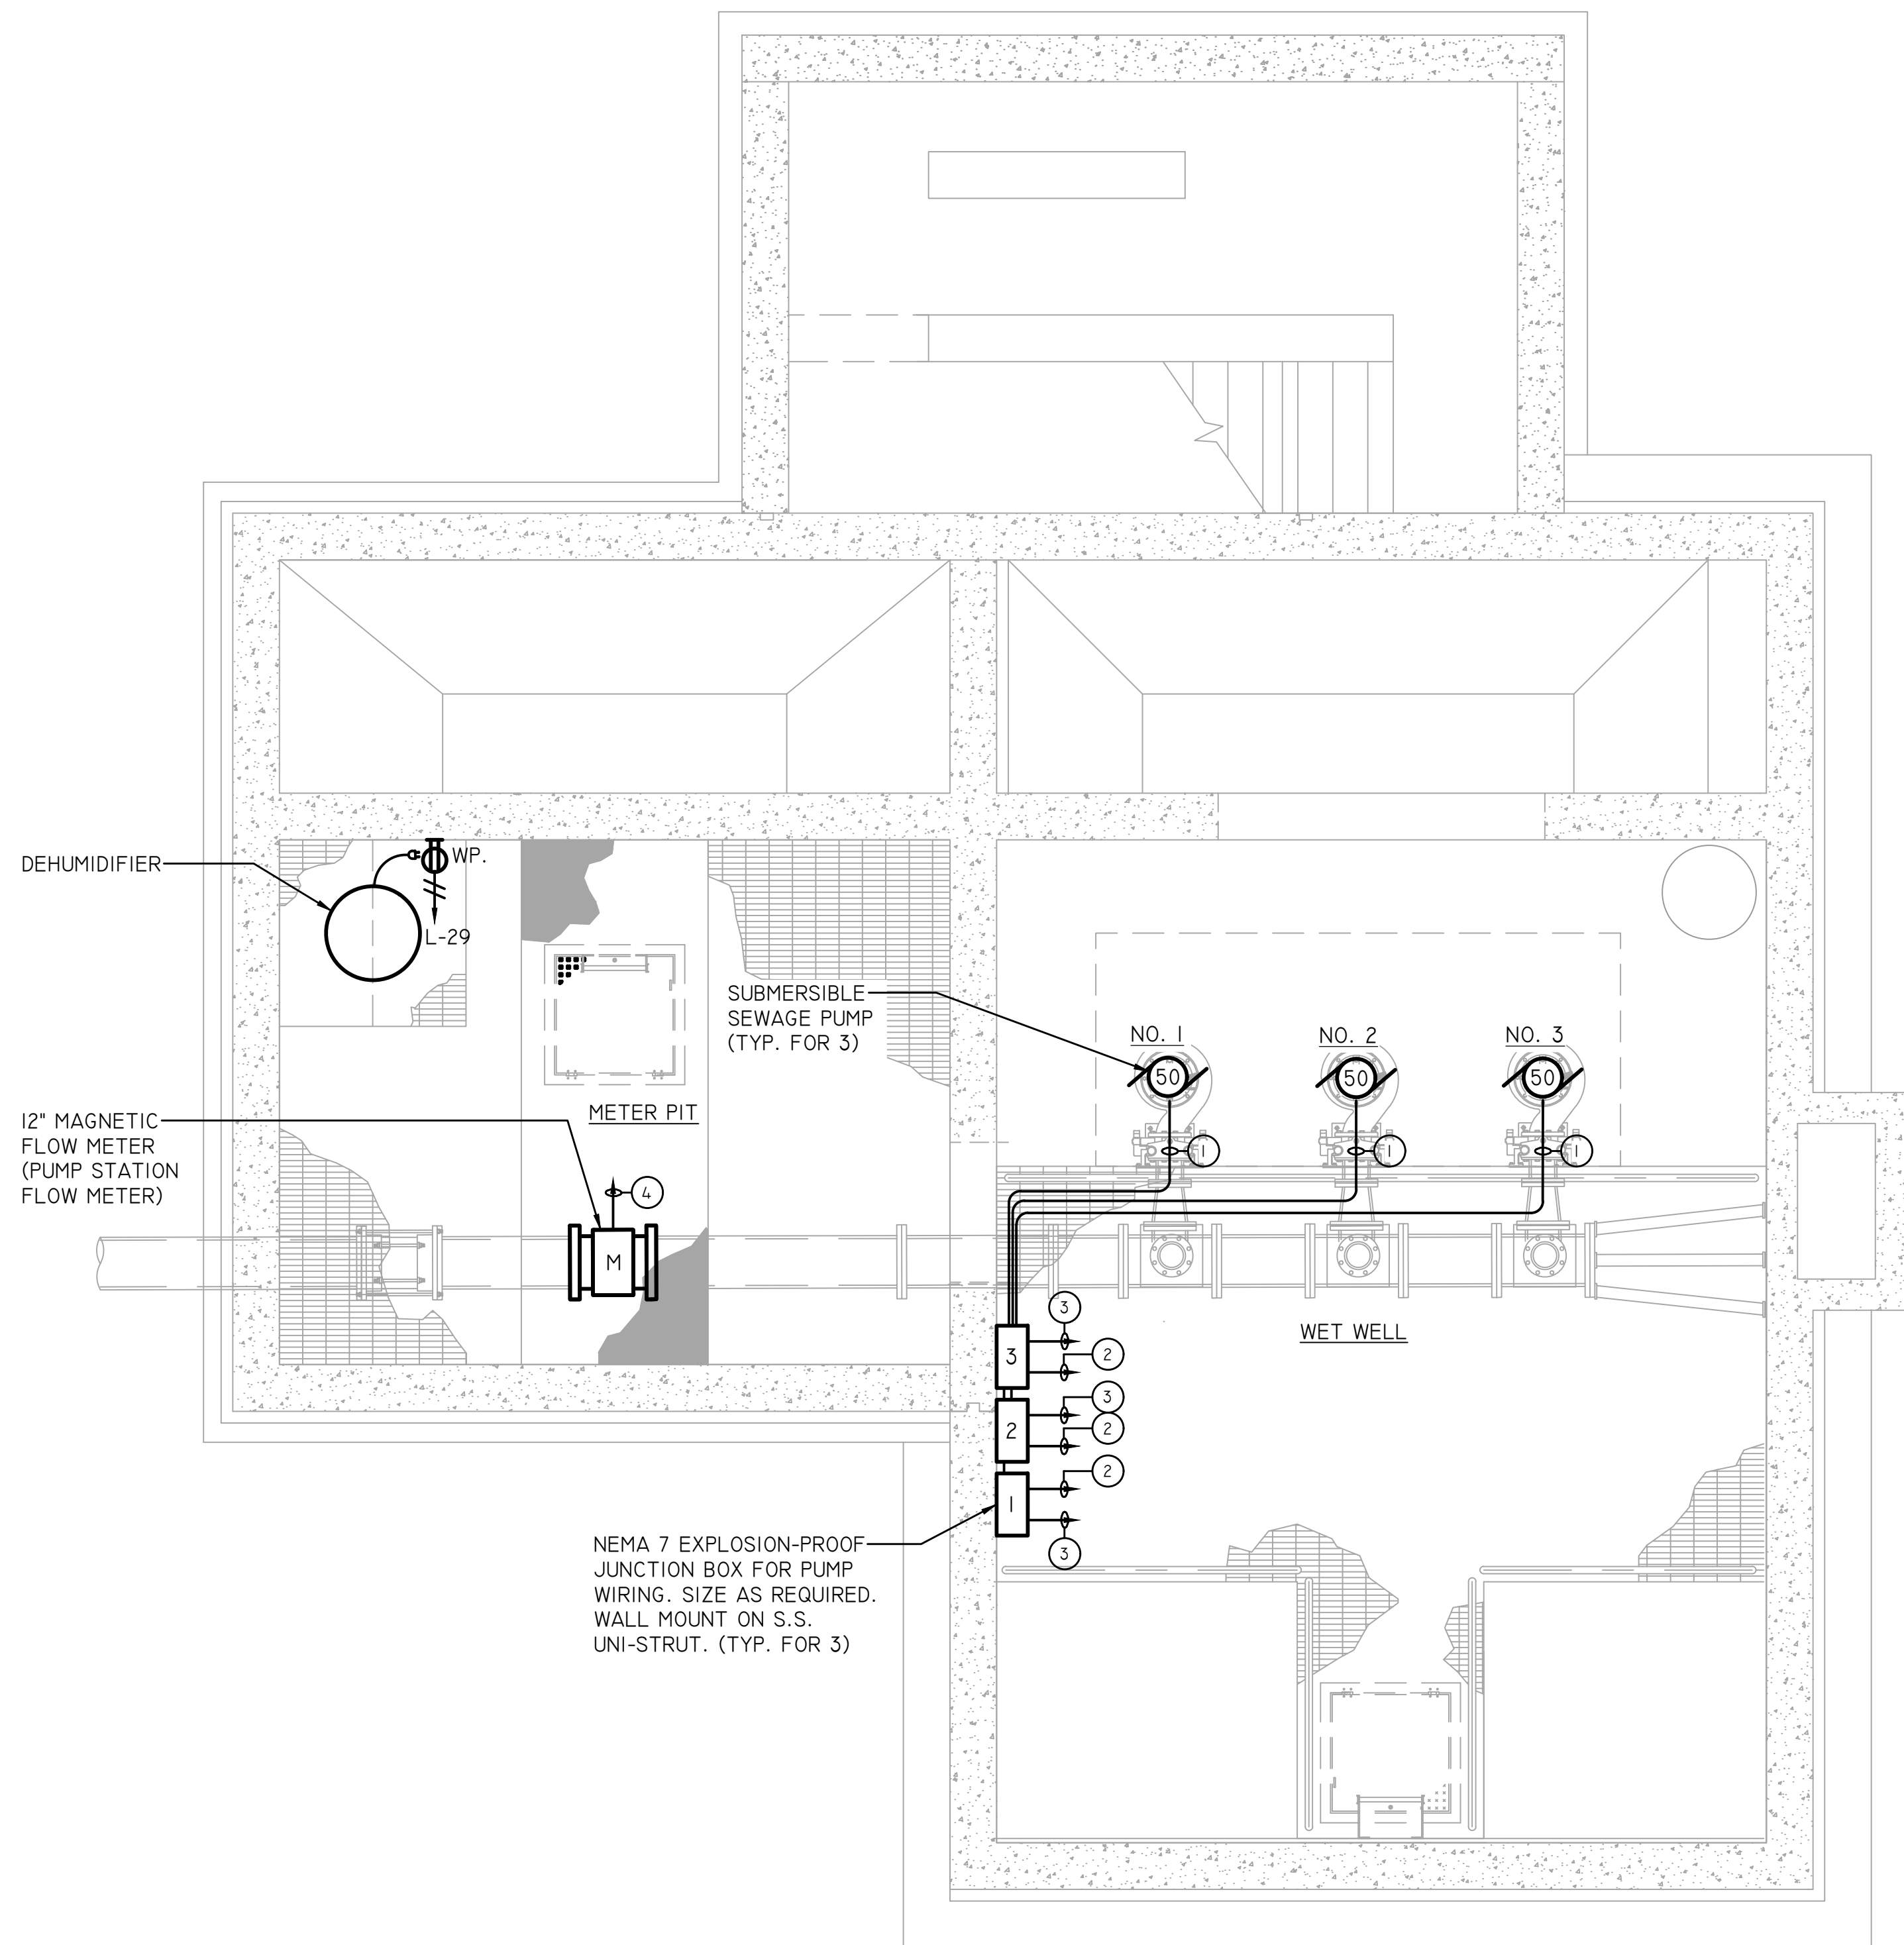 DEHUMIDIFIER
WP.
L-29
SUBMERSIBLE
SEWAGE PUMP
(TYP. FOR 3)
NO. 1
NO. 2
NO. 3
50
50
50
1
1
1
12" MAGNETIC
FLOW METER
(PUMP STATION
FLOW METER)
METER PIT
4
M
WET WELL
3
3
2
3
2
2
2
1
3
NEMA 7 EXPLOSION-PROOF
JUNCTION BOX FOR PUMP
WIRING. SIZE AS REQUIRED.
WALL MOUNT ON S.S.
UNI-STRUT. (TYP. FOR 3)